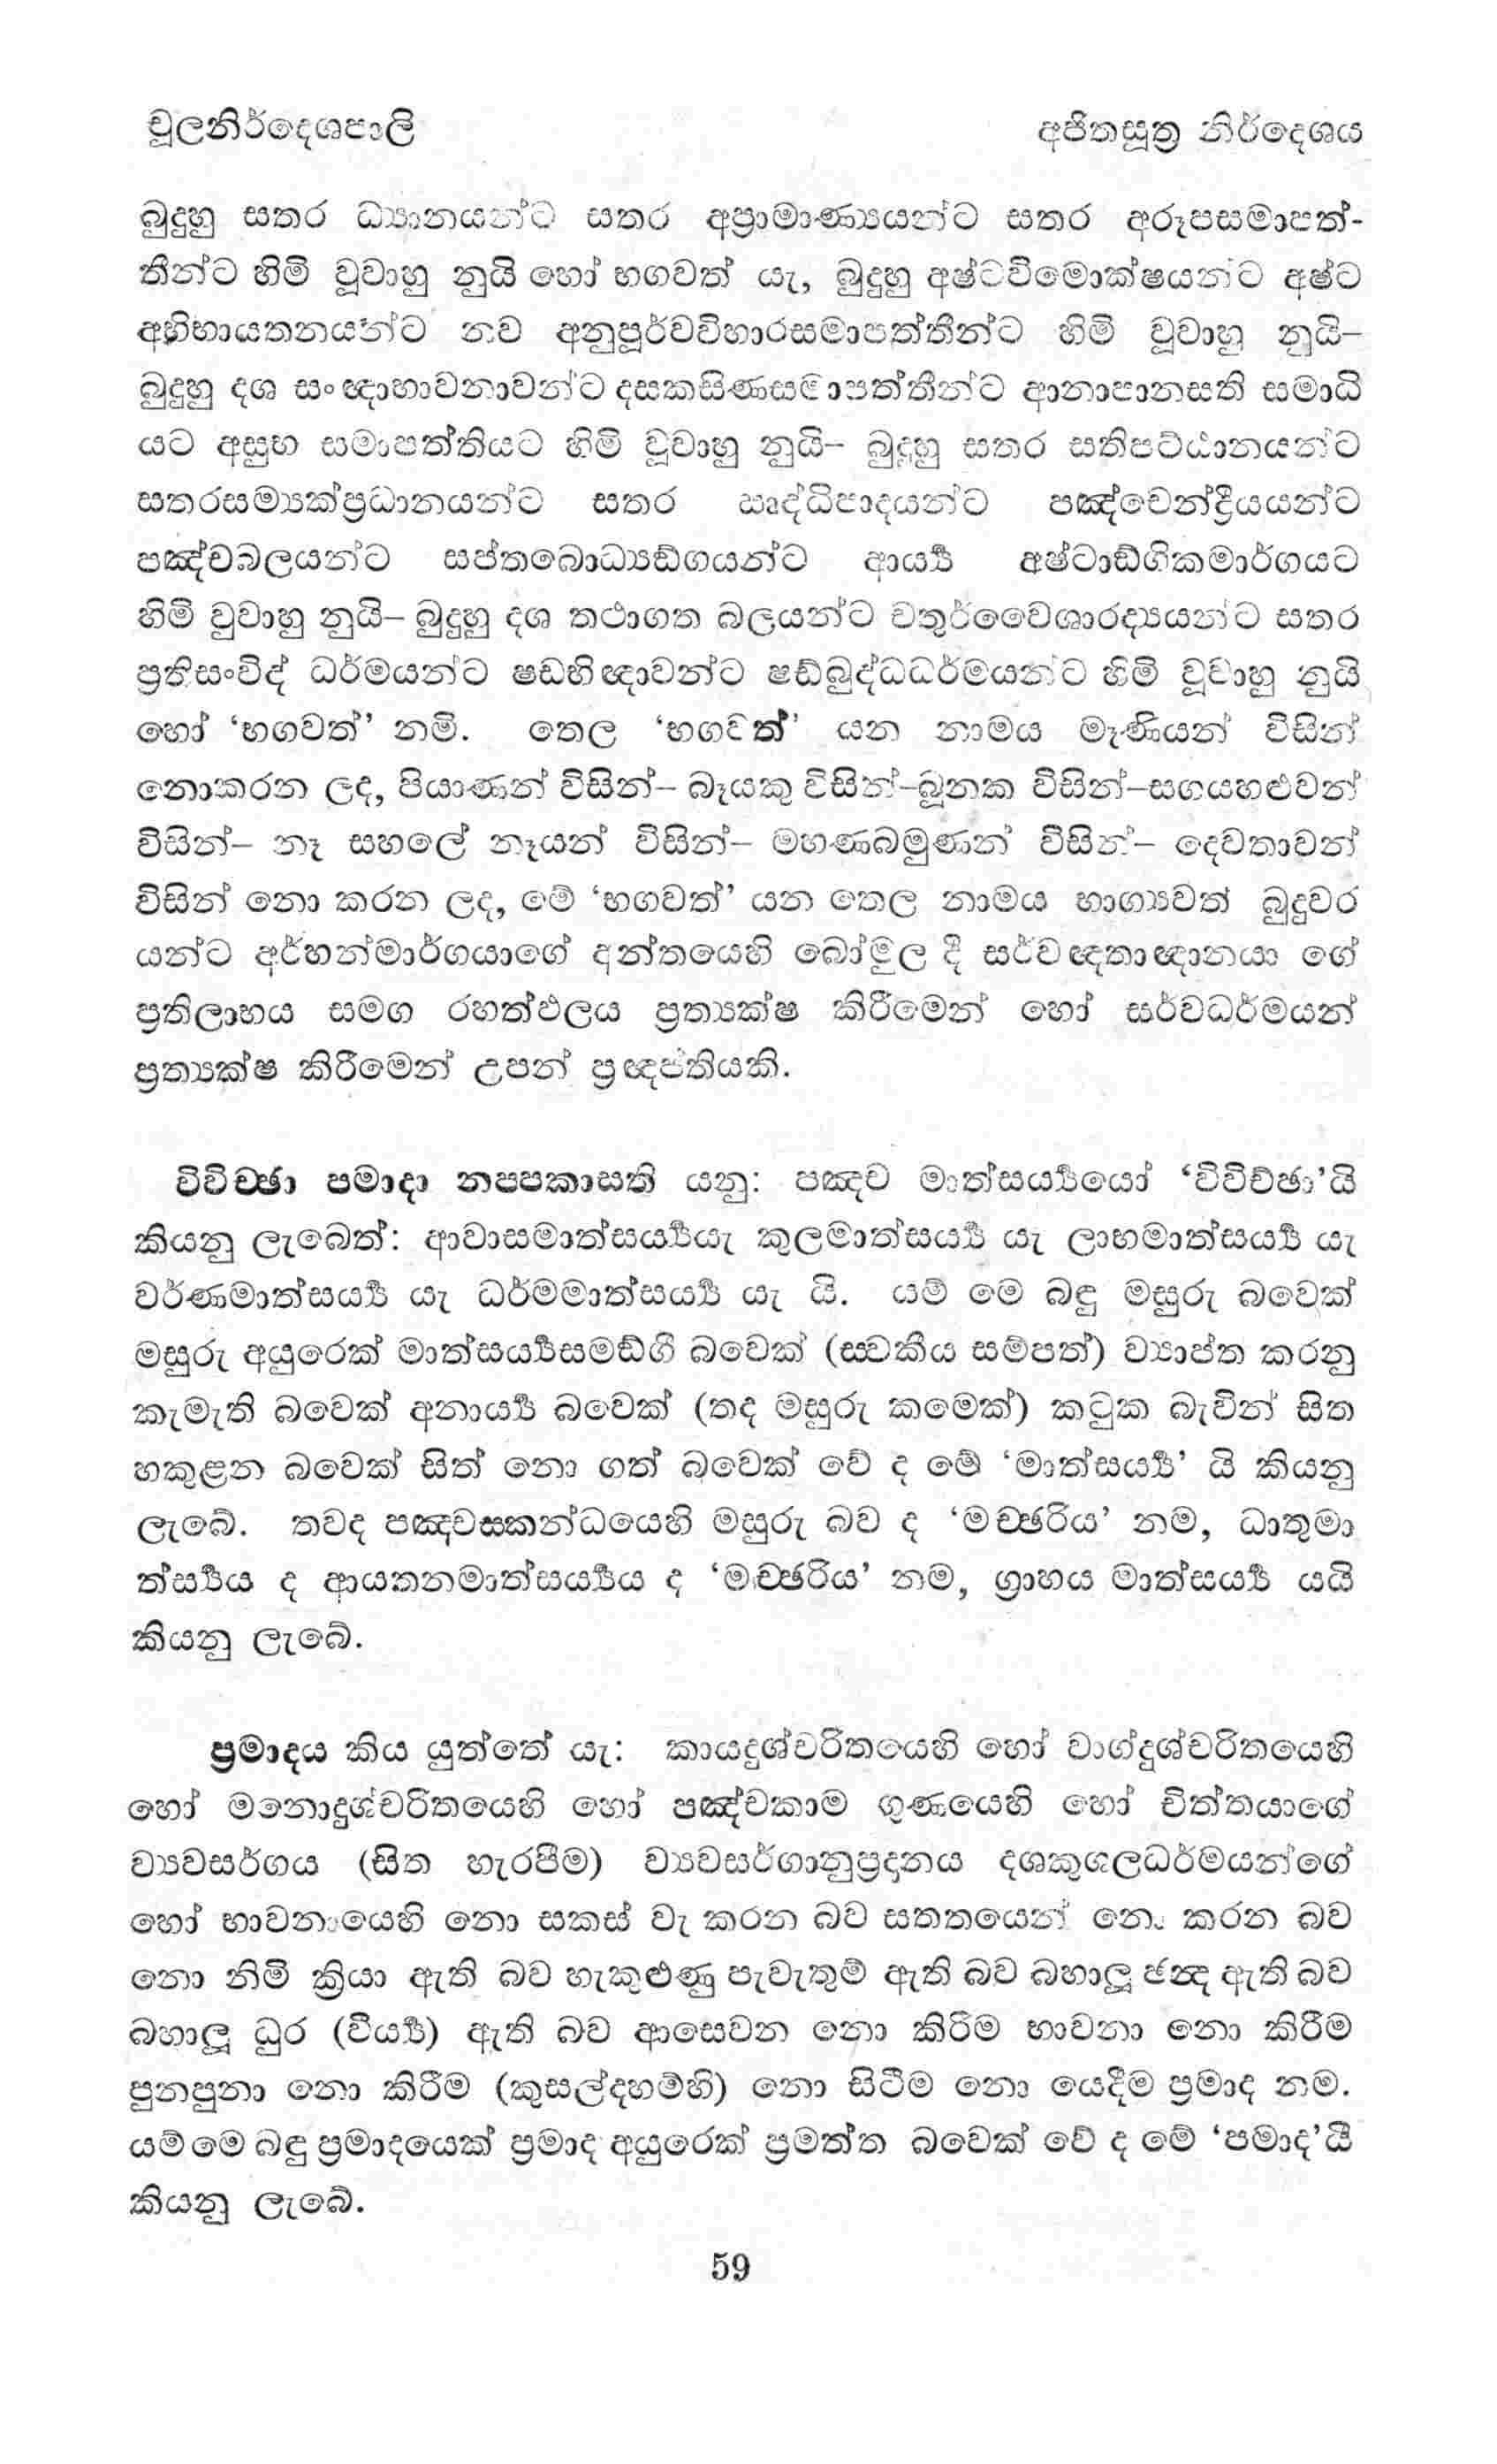 චූලනිර්දෙශපාලි
අජිතසූත්‍ර නිර්දෙශය
බුදුහු සතර ධ්‍යානයන්ට සතර අප්‍රාමාණ්‍යයන්ට සතර අරූපසමාපත්-
තීන්ට හිමි වූවාහු නුයි හෝ භගවත් යැ, බුදුහු අෂ්ටවිමොක්ෂයන්ට අෂ්ට
අභිභායතනයන්ට නව අනුපූර්වවිහාරසමාපත්තීන්ට හිමි වූවාහු නුයි–
බුදුහු දශ සංඥාභාවනාවන්ට දසකසිණසමාපත්තීන්ට ආනාපානසති සමාධි
යට අසුභ සමාපත්තියට හිමි වූවාහු නුයි– බුදුහු සතර සතිපට්ඨානයන්ට
සතරසම්‍යක්ප්‍රධානයන්ට සතර ඍද්ධිපාදයන්ට පඤ්චෙන්ද්‍රියයන්ට
පඤ්චබලයන්ට සප්තබොධ්‍යඞ්ගයන්ට ආර්‍ය්‍ය අෂ්ටාඞ්ගිකමාර්ගයට
හිමි වුවාහු නුයි– බුදුහු දශ තථාගත බලයන්ට චතුර්වෛශාරද්‍යයන්ට සතර
ප්‍රතිසංවිද් ධර්මයන්ට ෂඩභිඥාවන්ට ෂඩ්බුද්ධධර්මයන්ට හිමි වූවාහු නුයි
හෝ ‘භගවත්’ නමි. තෙල ‘භගවත්’ යන නාමය මෑණියන් විසින්
නොකරන ලද, පියාණන් විසින්– බෑයකු විසින්–බූනක විසින්–සගයහළුවන්
විසින්– නෑ සහලේ නෑයන් විසින්– මහණබමුණන් විසින්– දෙවතාවන්
විසින් නො කරන ලද, මේ ‘භගවත්’ යන තෙල නාමය භාග්‍යවත් බුදුවර
යන්ට අර්හන්මාර්ගයාගේ අන්තයෙහි බෝමුල දී සර්වඥතාඥානයා ගේ
ප්‍රතිලාභය සමග රහත්ඵලය ප්‍රත්‍යක්ෂ කිරීමෙන් හෝ සර්වධර්මයන්
ප්‍රත්‍යක්ෂ කිරීමෙන් උපන් ප්‍රඥප්තියකි.
විවිච්ඡා පමාදා නප්පකාසති යනු: පඤ්ච මාත්සර්‍ය්‍යයෝ ‘විවිච්ඡා’යි
කියනු ලැබෙත්: ආවාසමාත්සර්‍ය්‍යයැ කුලමාත්සර්‍ය්‍ය යැ ලාභමාත්සර්‍ය්‍ය යැ
වර්ණමාත්සර්‍ය්‍ය යැ ධර්මමාත්සර්‍ය්‍ය යැ යි. යම් මෙ බඳු මසුරු බවෙක්
මසුරු අයුරෙක් මාත්සර්‍ය්‍යසමඞ්ගී බවෙක් (ස්වකීය සම්පත්) ව්‍යාප්ත කරනු
කැමැති බවෙක් අනාර්‍ය්‍ය බවෙක් (තද මසුරු කමෙක්) කටුක බැවින් සිත
හකුළන බවෙක් සිත් නො ගත් බවෙක් වේ ද මේ ‘මාත්සර්‍ය්‍ය’ යි කියනු
ලැබේ. තවද පඤ්චස්කන්ධයෙහි මසුරු බව ද ‘මච්ඡරිය’ නම, ධාතුමා
ත්සර්‍ය්‍යය ද ආයතනමාත්සර්‍ය්‍යය ද ‘මච්ඡරිය’ නම, ග්‍රාහය මාත්සර්‍ය්‍ය යයි
කියනු ලැබේ.
ප්‍රමාදය කිය යුත්තේ යැ: කායදුශ්චරිතයෙහි හෝ වාග්දුශ්චරිතයෙහි
හෝ මනොදුශ්චරිතයෙහි හෝ පඤ්චකාම ගුණයෙහි හෝ චිත්තයාගේ
ව්‍යවසර්ගය (සිත හැරපීම) ව්‍යවසර්ගානුප්‍රදානය දශකුශලධර්මයන්ගේ
හෝ භාවනායෙහි නො සකස් වැ කරන බව සතතයෙන් නො කරන බව
නො නිමි ක්‍රියා ඇති බව හැකුළුණු පැවැතුම් ඇති බව බහාලූ ඡන්‍ද ඇති බව
බහාලූ ධුර (වීර්‍ය්‍ය) ඇති බව ආසෙවන නො කිරීම භාවනා නො කිරීම
පුනපුනා නො කිරීම (කුසල්දහම්හි) නො සිටීම නො යෙදීම ප්‍රමාද නම.
යම් මෙ බඳු ප්‍රමාදයෙක් ප්‍රමාද අයුරෙක් ප්‍රමත්ත බවෙක් වේ ද මේ ‘පමාද’යී
කියනු ලැබේ.
59